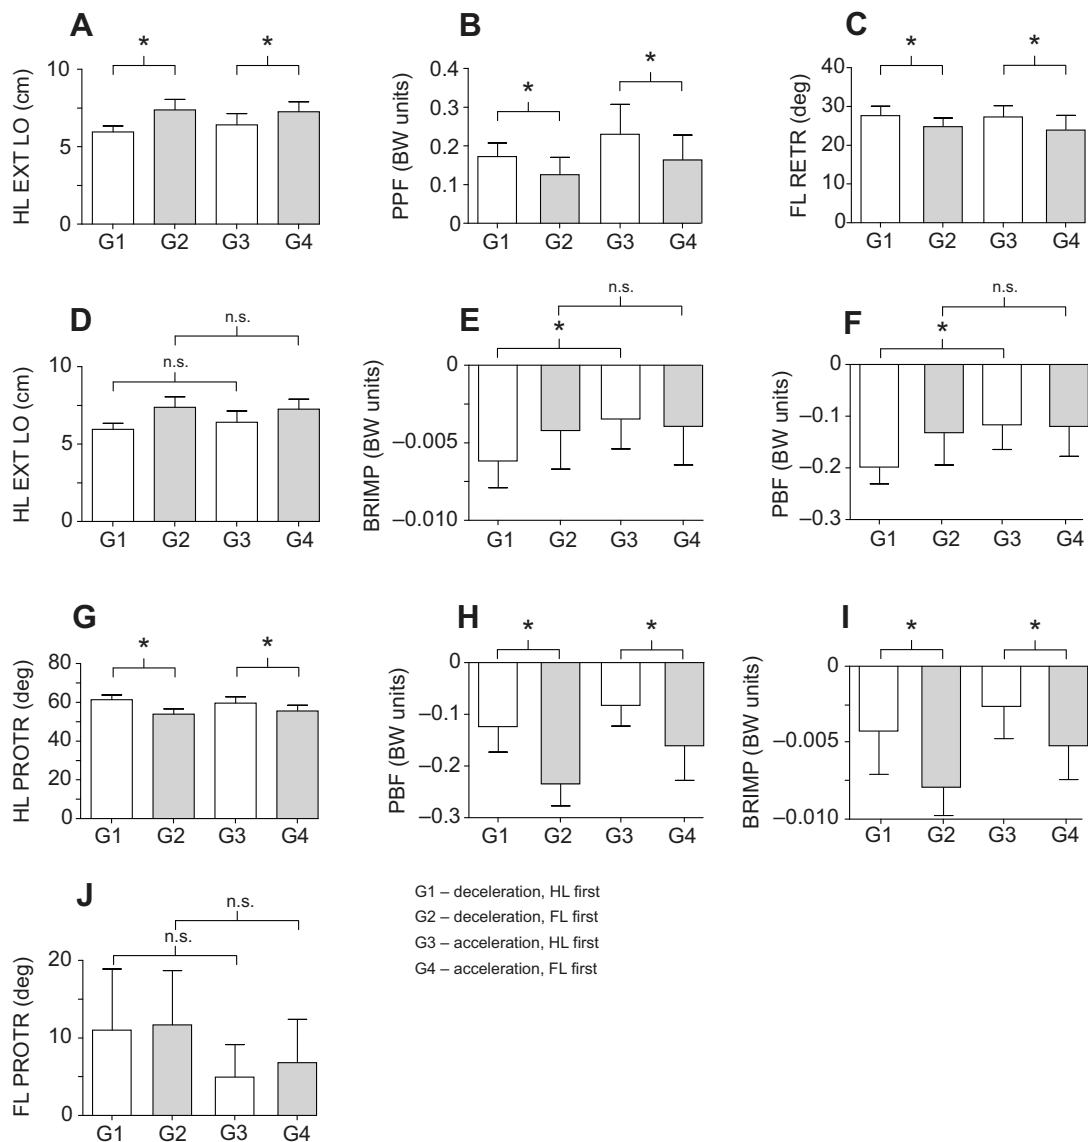 A
B
C
* *
* *
* *
HL EXT LO (cm)
10
5
0
G1 G2 G3 G4
PPF (BW units)
0.4
0.3
0.2
0.1
0
G1 G2 G3 G4
FL RETR (deg)
40
30
20
10
0
G1 G2 G3 G4
D
E
F
n.s.
n.s.
HL EXT LO (cm)
10
5
0
G1 G2 G3 G4
n.s.
*
BRIMP (BW units)
0
–0.005
–0.010
G1 G2 G3 G4
n.s.
*
PBF (BW units)
0
–0.1
–0.2
–0.3
G1 G2 G3 G4
G
H
I
* *
HL PROTR (deg)
80
60
40
20
0
G1 G2 G3 G4
* *
PBF (BW units)
0
–0.1
–0.2
–0.3
G1 G2 G3 G4
* *
BRIMP (BW units)
0
–0.005
–0.010
G1 G2 G3 G4
J
n.s.
n.s.
FL PROTR (deg)
20
10
0
G1 G2 G3 G4
G1 – deceleration, HL first
G2 – deceleration, FL first
G3 – acceleration, HL first
G4 – acceleration, FL first